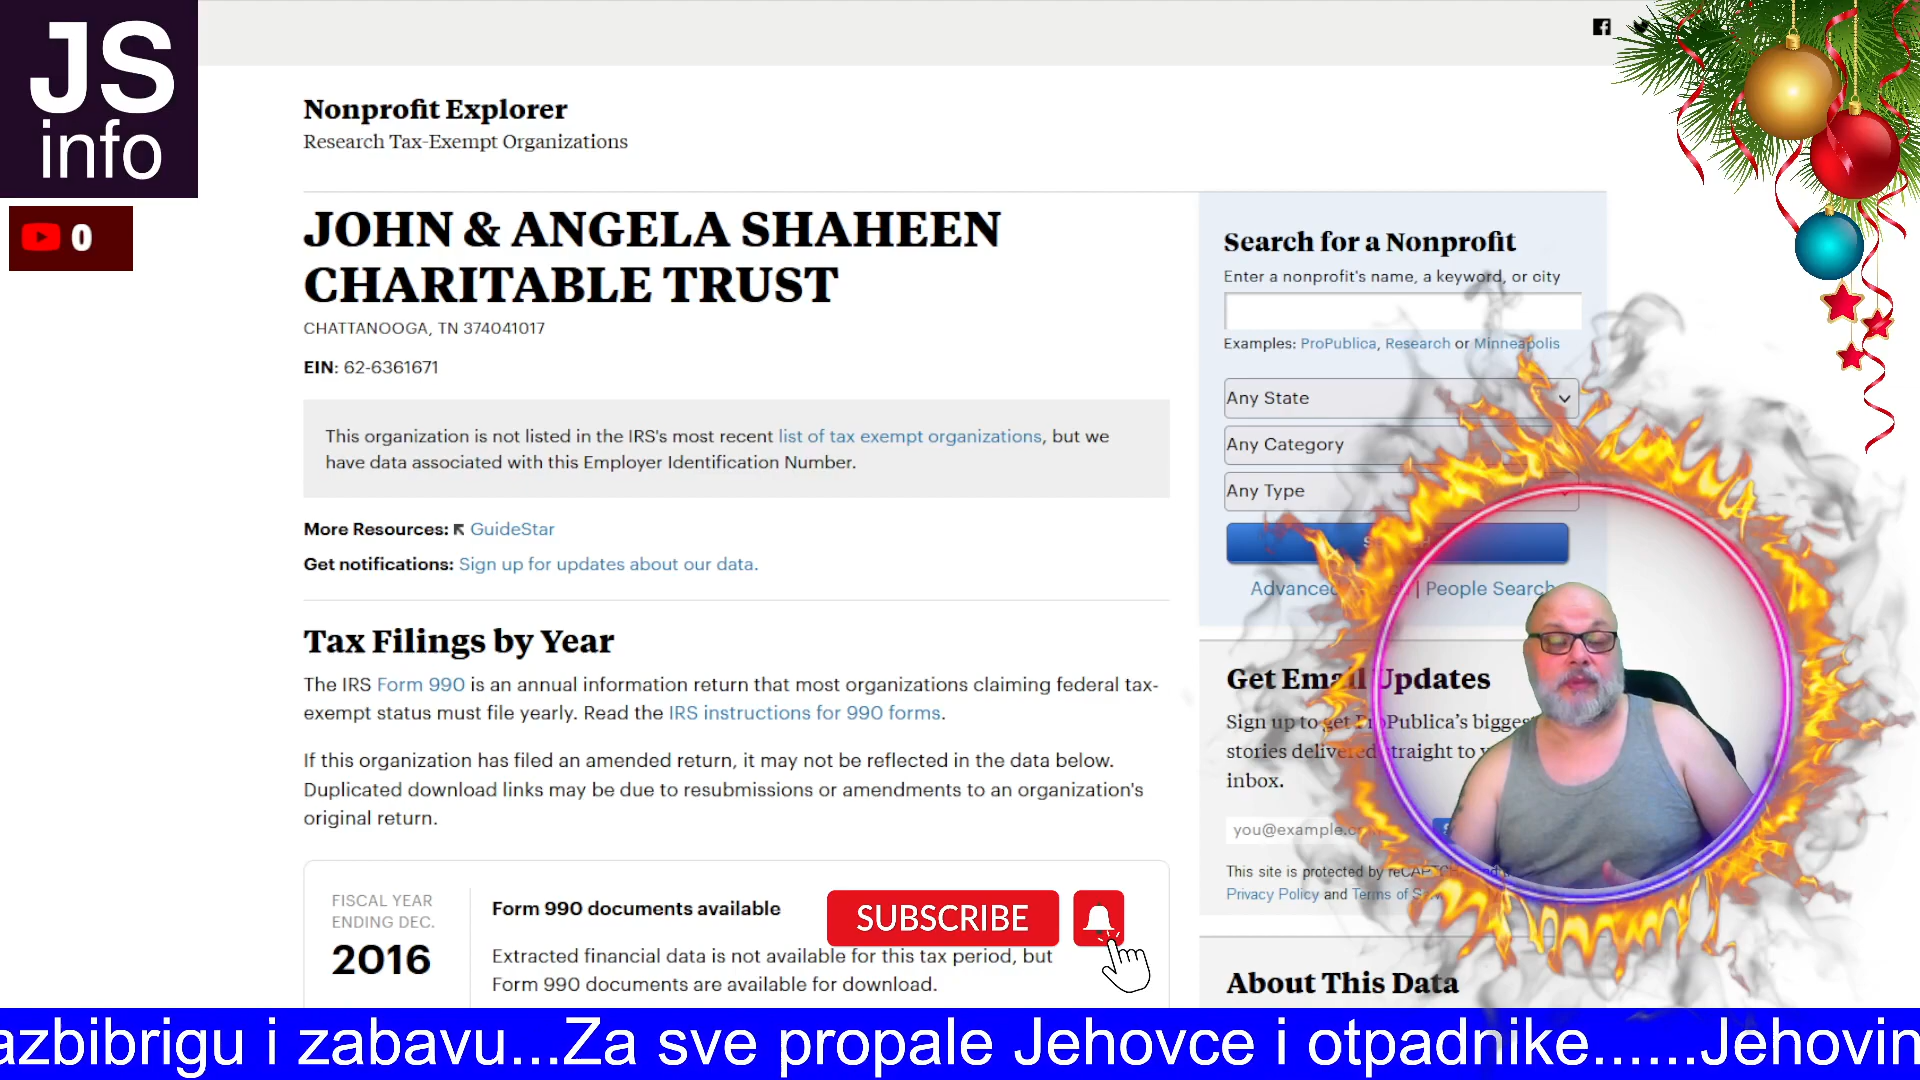 JS
info
0
Nonprofit Explorer
Research Tax-Exempt Organizations
JOHN & ANGELA SHAHEEN
CHARITABLE TRUST
CHATTANOOGA, TN 374041017
EIN: 62-6361671
This organization is not listed in the IRS's most recent list of tax exempt organizations, but we
have data associated with this Employer Identification Number.
More Resources: GuideStar
Get notifications: Sign up for updates about our data.
Tax Filings by Year
The IRS Form 990 is an annual information return that most organizations claiming federal tax-
exempt status must file yearly. Read the IRS instructions for 990 forms.
If this organization has filed an amended return, it may not be reflected in the data below.
Duplicated download links may be due to resubmissions or amendments to an organization's
original return.
FISCAL YEAR
ENDING DEC.
2016
Form 990 documents available
Extracted financial data is not available for this tax period, but
Form 990 documents are available for download.
SUBSCRIBE
Search for a Nonprofit
Enter a nonprofit's name, a keyword, or city
Examples: ProPublica, Research or Minneapolis
Any State
Any Category
Any Type
Advanced | People Search
Get Email Updates
Sign up to get ProPublica's
stories delivered straight to
inbox.
you@example.c
This site is protected by
Privacy Policy and Terms of
About This Data
azbibrigu i zabavu...Za sve propale Jehovce i otpadnike......Jehovin